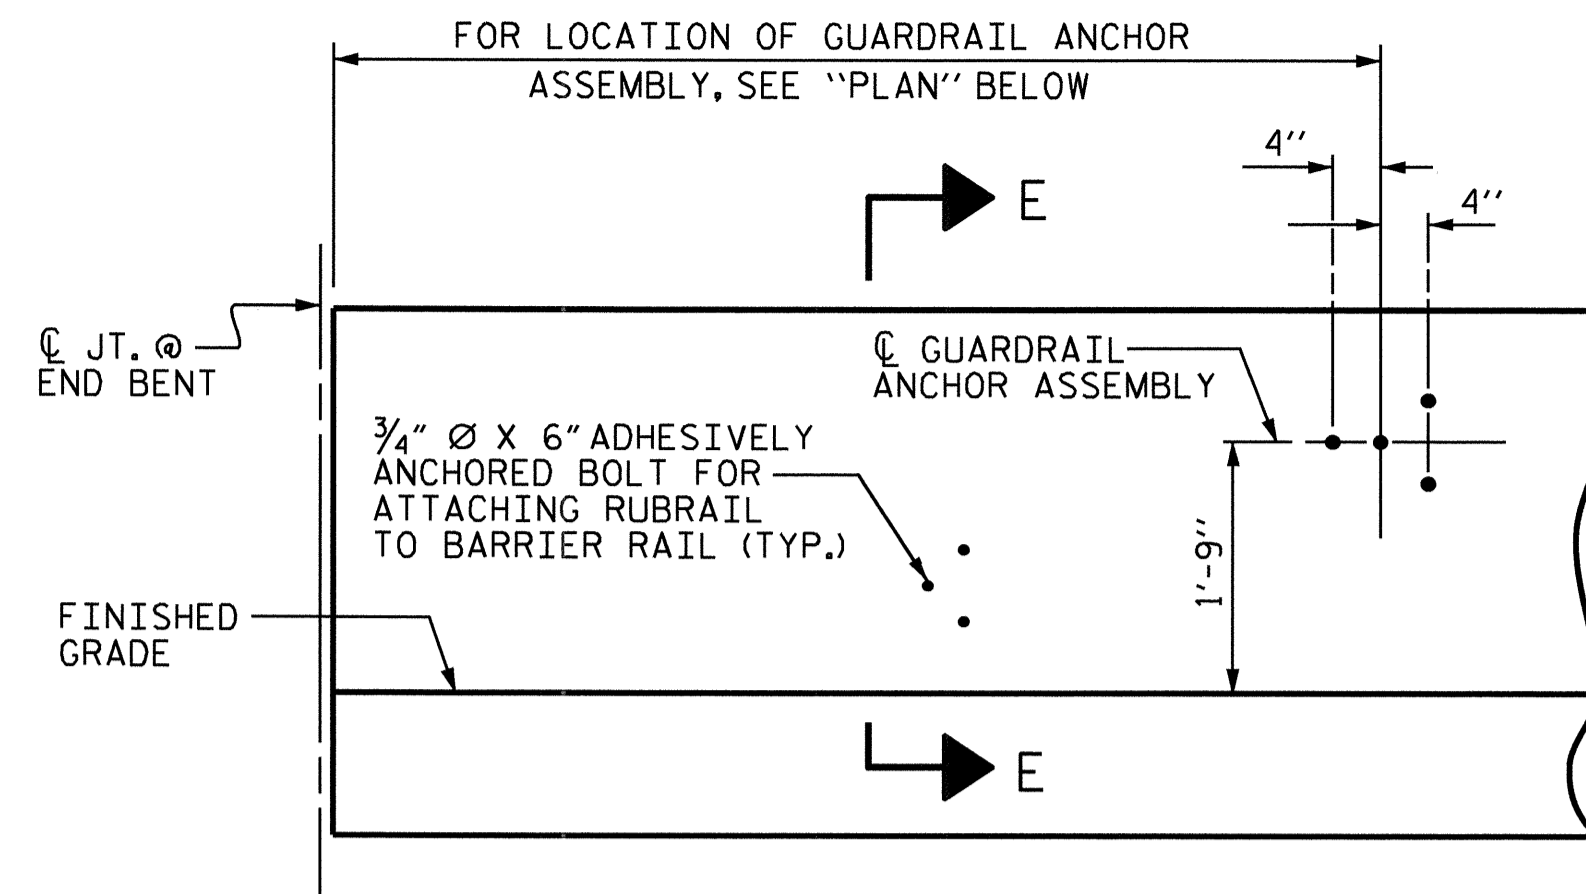 FOR LOCATION OF GUARDRAIL ANCHOR
ASSEMBLY, SEE "PLAN" BELOW
4"
4"
E
℄ JT. @
END BENT
℄ GUARDRAIL
ANCHOR ASSEMBLY
¾" Ø X 6" ADHESIVELY
ANCHORED BOLT FOR
ATTACHING RUBRAIL
TO BARRIER RAIL (TYP.)
1'-9"
FINISHED
GRADE
E